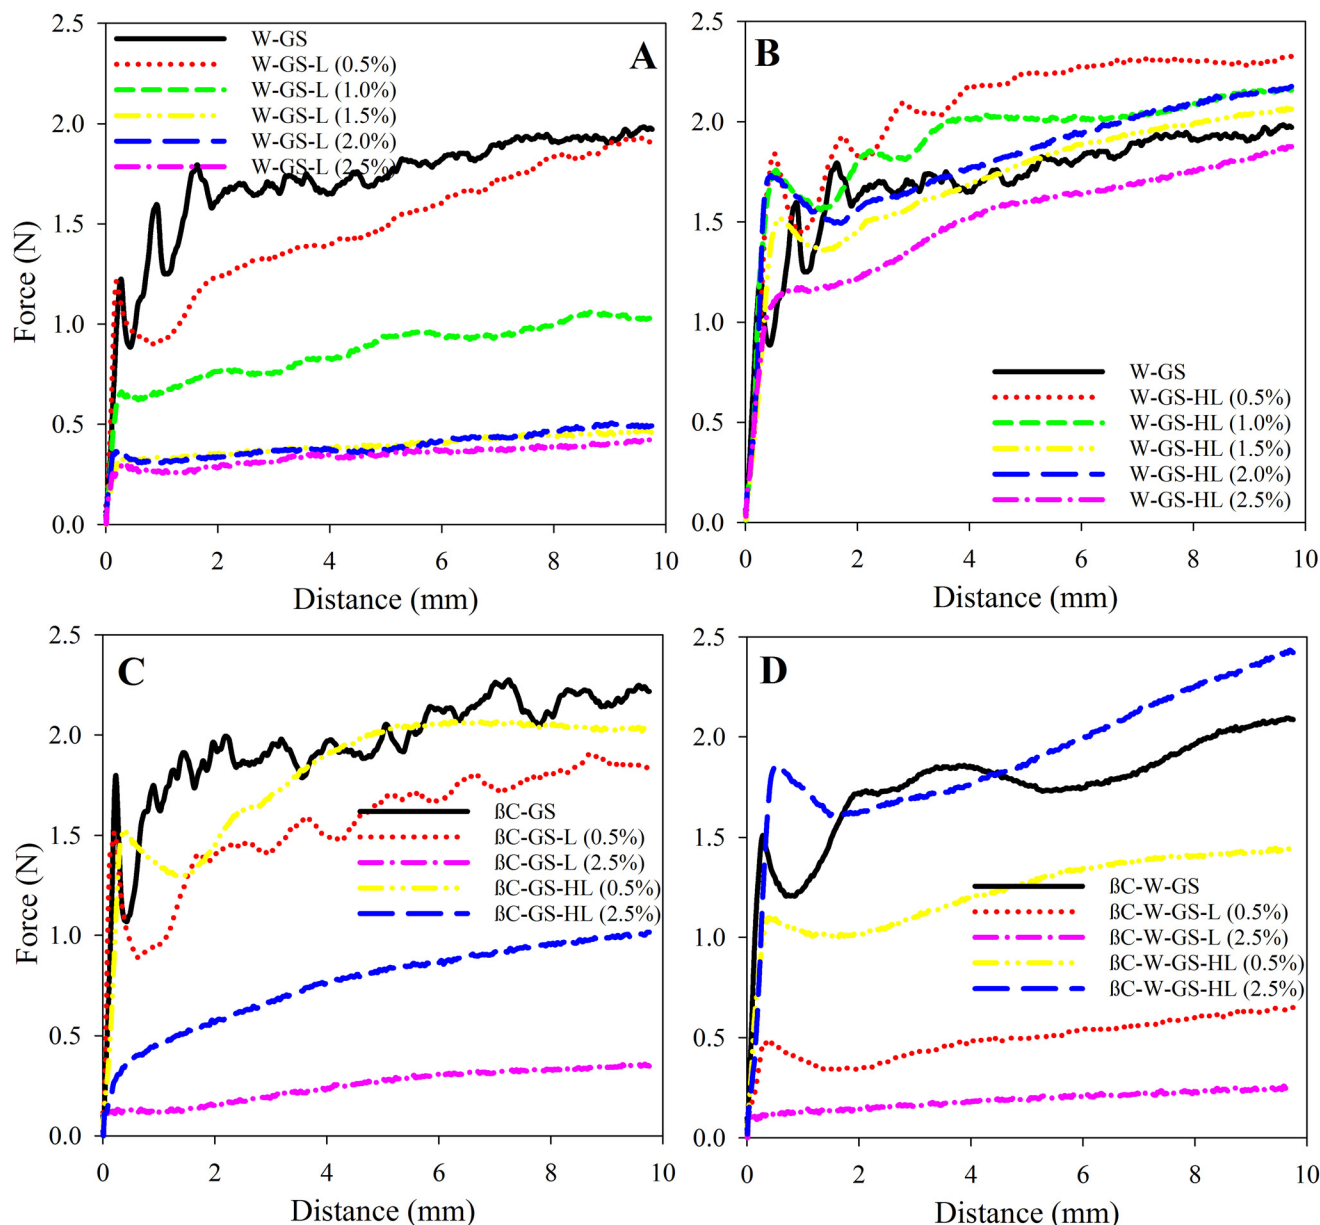 A
W-GS
W-GS-L (0.5%)
W-GS-L (1.0%)
W-GS-L (1.5%)
W-GS-L (2.0%)
W-GS-L (2.5%)
2.5
2.0
1.5
1.0
0.5
0.0
Force (N)
0 2 4 6 8 10
Distance (mm)
B
2.5
2.0
1.5
1.0
0.5
0.0
W-GS
W-GS-HL (0.5%)
W-GS-HL (1.0%)
W-GS-HL (1.5%)
W-GS-HL (2.0%)
W-GS-HL (2.5%)
0 2 4 6 8 10
Distance (mm)
C
2.5
2.0
1.5
1.0
0.5
0.0
Force (N)
ßC-GS
ßC-GS-L (0.5%)
ßC-GS-L (2.5%)
ßC-GS-HL (0.5%)
ßC-GS-HL (2.5%)
0 2 4 6 8 10
Distance (mm)
D
2.5
2.0
1.5
1.0
0.5
0.0
ßC-W-GS
ßC-W-GS-L (0.5%)
ßC-W-GS-L (2.5%)
ßC-W-GS-HL (0.5%)
ßC-W-GS-HL (2.5%)
0 2 4 6 8 10
Distance (mm)